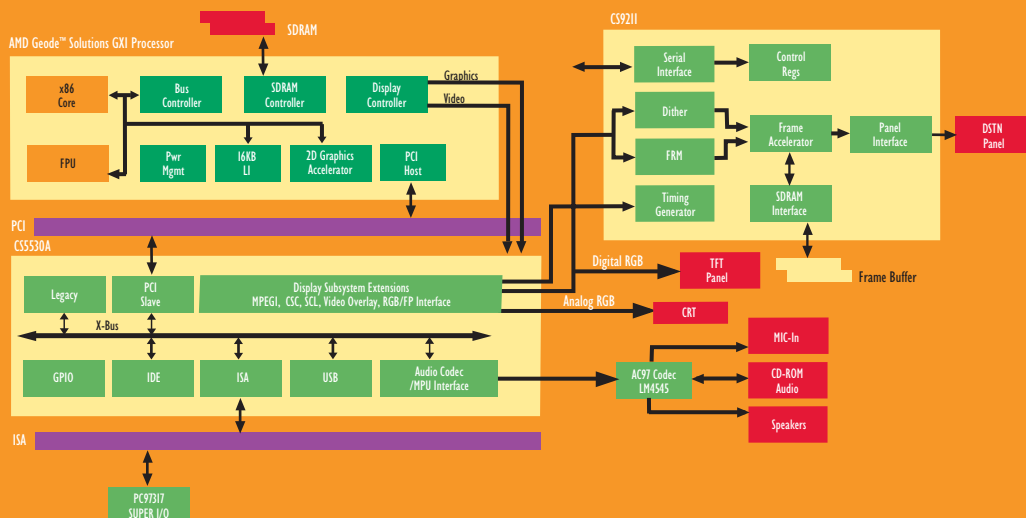 SDRAM
AMD Geode™ Solutions GX1 Processor
x86
Core
Bus
Controller
SDRAM
Controller
Display
Controller
Graphics
Video
FPU
Pwr
Mgmt
16KB
L1
2D Graphics
Accelerator
PCI
Host
PCI
CS5530A
Legacy
PCI
Slave
Display Subsystem Extensions
MPEG1, CSC, SCL, Video Overlay, RGB/FP Interface
X-Bus
GPIO
IDE
ISA
USB
Audio Codec
/MPU Interface
ISA
PC97317
SUPER I/O
CS9211
Serial
Interface
Control
Regs
Dither
FRM
Frame
Accelerator
Panel
Interface
DSTN
Panel
Timing
Generator
SDRAM
Interface
Frame Buffer
Digital RGB
TFT
Panel
Analog RGB
CRT
AC97 Codec
LM4545
MIC-In
CD-ROM
Audio
Speakers